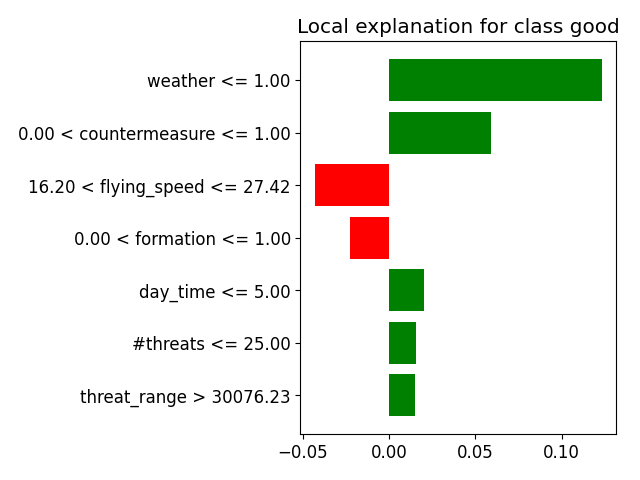 Local explanation for class good
weather <= 1.00
0.00 < countermeasure <= 1.00
16.20 < flying_speed <= 27.42
0.00 < formation <= 1.00
day_time <= 5.00
#threats <= 25.00
threat_range > 30076.23
−0.05 0.00 0.05 0.10